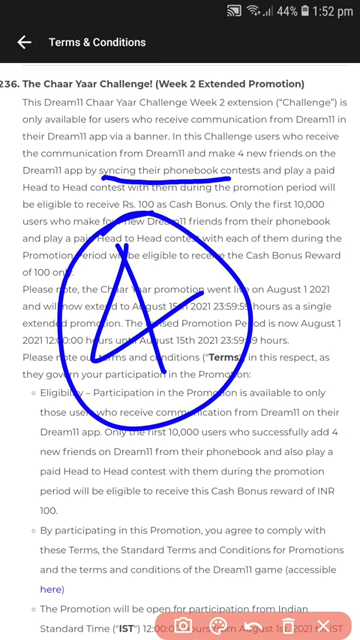 44% 1:52 pm
Terms & Conditions
236. The Chaar Yaar Challenge! (Week 2 Extended Promotion)
This Dream11 Chaar Yaar Challenge Week 2 extension ("Challenge) is
only available for users who receive communication from Dream11 in
their Dream11 app via a banner. In this Challenge users who receive
the communication from Dream11 and make 4 new friends on the
Dream11 app by syncing their phonebook contests and play a paid
Head to Head contest with them during the promotion period will
be eligible to receive Rs. 100 as Cash Bonus. Only the first 10,000
users who make four new Dream11 friends from their phonebook
and play a paid Head to Head contest with each of them during the
Promotion Period will be eligible to receive the Cash Bonus Reward
of 100 only.
Please note, the Chaar Yaar promotion went live on August 1 2021
and will now extend to August 15th 2021 23:59:59 hours as a single
extended promotion. The Revised Promotion Period is now August 1
2021 12:00:00 hours until August 15th 2021 23:59:59 hours.
Please note our terms and conditions ("Terms") in this respect, as
they govern your participation in the Promotion:
Eligibility – Participation in the Promotion is available to only
those users who receive communication from Dream11 on their
Dream11 app. Only the first 10,000 users who successfully add 4
new friends on Dream11 from their phonebook and also play a
paid Head to Head contest with them during the promotion
period will be eligible to receive this Cash Bonus reward of INR
100.
By participating in this Promotion, you agree to comply with
these Terms, the Standard Terms and Conditions for Promotions
and the terms and conditions of the Dream11 game (accessible
here)
The Promotion will be open for participation from Indian
Standard Time ("IST") 12:00:00 hours from August 1st, 2021 to IST
4